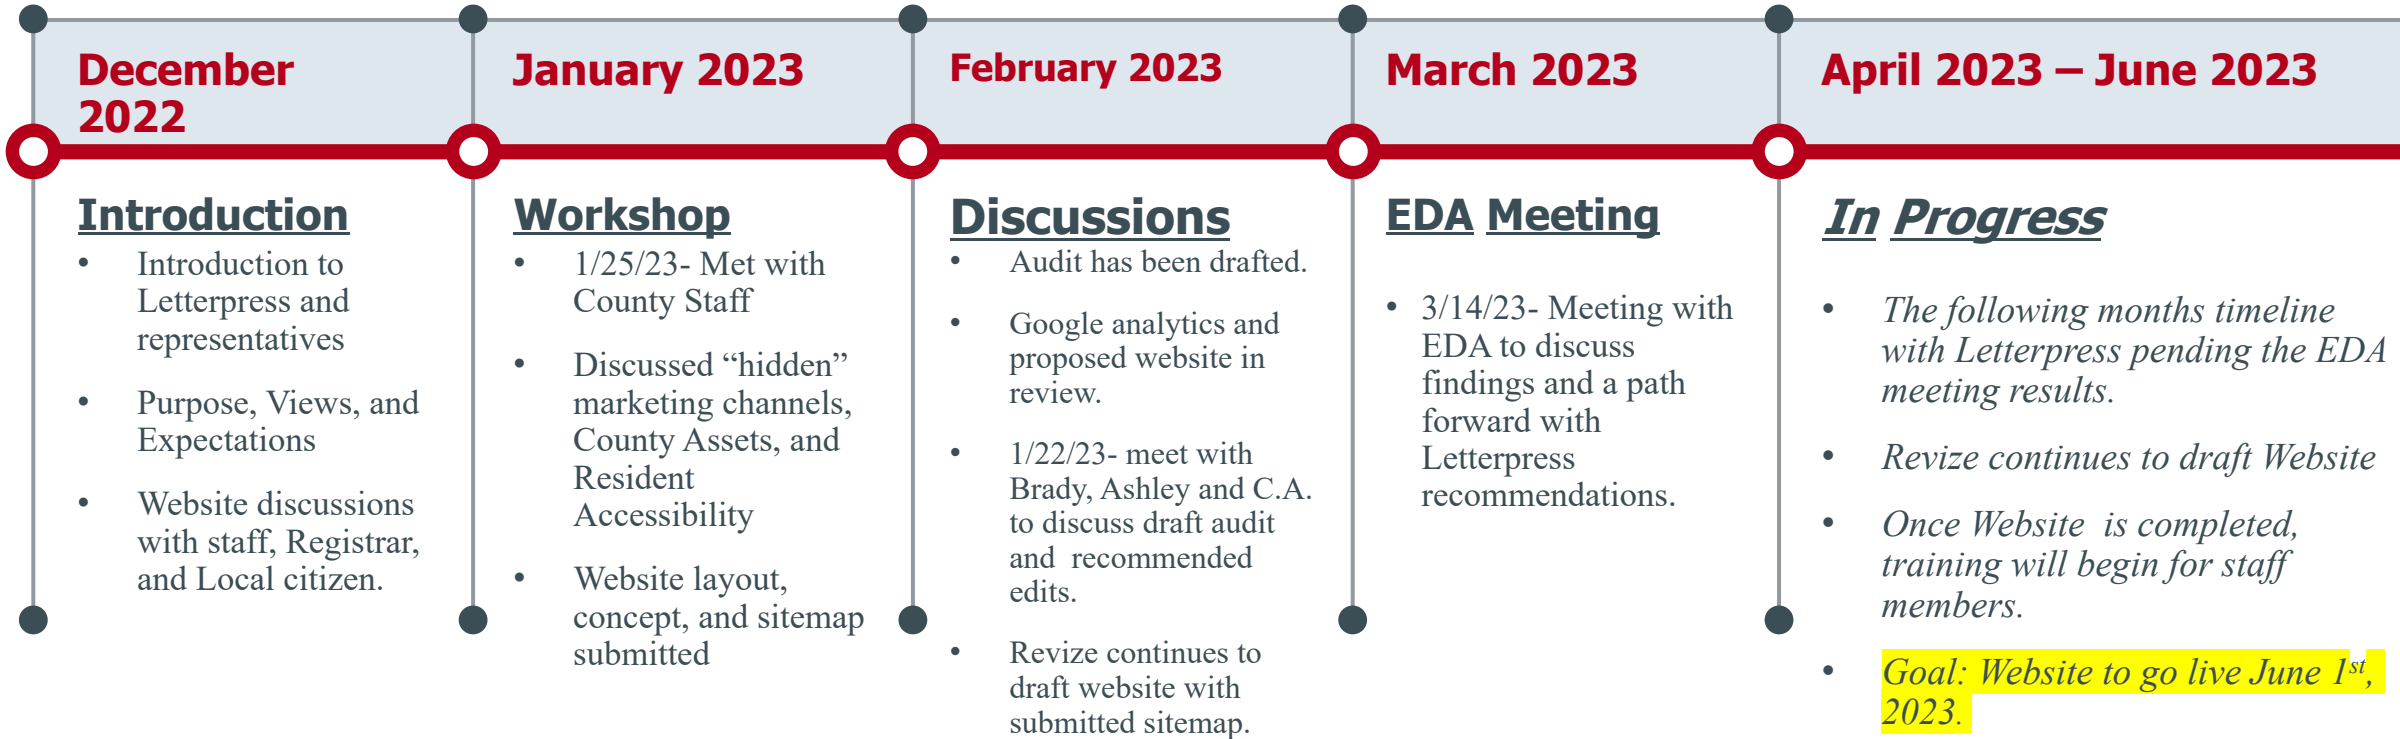 December
2022
Introduction
• Introduction to
Letterpress and
representatives
• Purpose, Views, and
Expectations
• Website discussions
with staff, Registrar,
and Local citizen.
January 2023
Workshop
• 1/25/23- Met with
County Staff
• Discussed “hidden”
marketing channels,
County Assets, and
Resident
Accessibility
• Website layout,
concept, and sitemap
submitted
February 2023
Discussions
• Audit has been drafted.
• Google analytics and
proposed website in
review.
• 1/22/23- meet with
Brady, Ashley and C.A.
to discuss draft audit
and  recommended
edits.
• Revize continues to
draft website with
submitted sitemap.
March 2023
EDA Meeting
• 3/14/23- Meeting with
EDA to discuss
findings and a path
forward with
Letterpress
recommendations.
April 2023 – June 2023
In Progress
• The following months timeline
with Letterpress pending the EDA
meeting results.
• Revize continues to draft Website
• Once Website  is completed,
training will begin for staff
members.
• Goal: Website to go live June 1st,
2023.